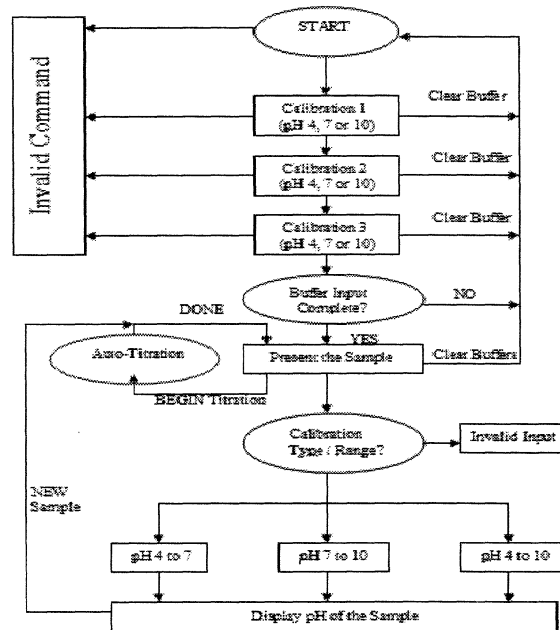 START
Invalid Command
Calibration 1
(pH 4, 7 or 10)
Clear Buffer
Calibration 2
(pH 4, 7 or 10)
Clear Buffer
Calibration 3
(pH 4, 7 or 10)
Clear Buffer
Buffer Input
Complete?
NO
DONE
YES
Auto-Titration
Present the Sample
Clear Buffers
BEGIN Titration
Calibration
Type / Range?
Invalid Input
NEW
Sample
pH 4 to 7
pH 7 to 10
pH 4 to 10
Display pH of the Sample